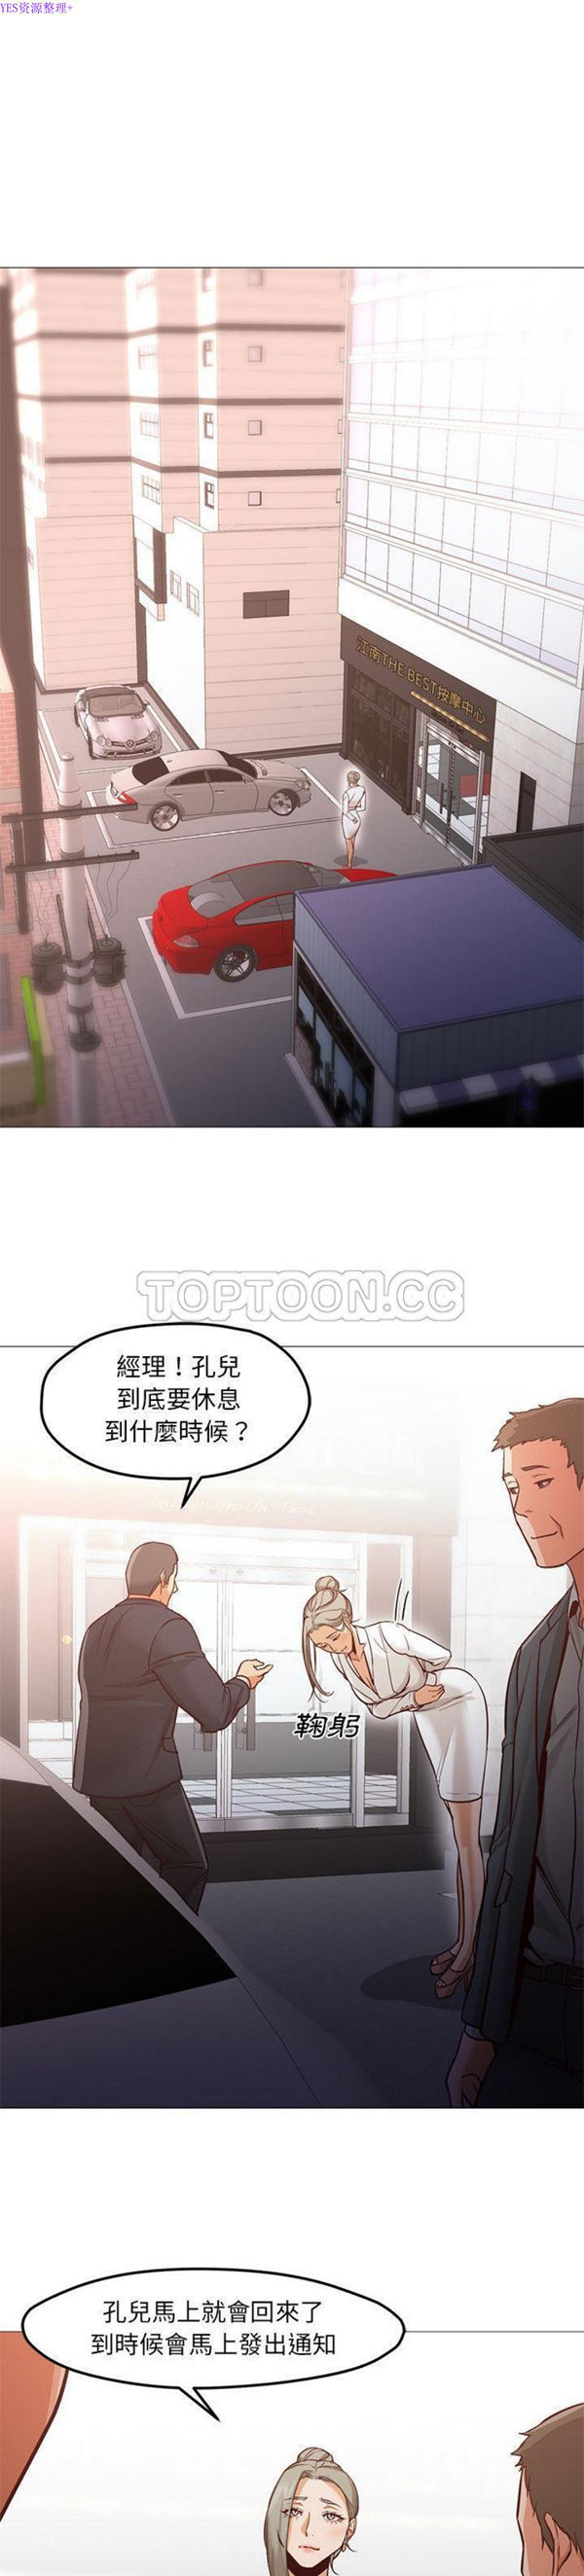 YES资源整理+
江南THE BEST按摩中心
TOPTOON.CC
經理！孔兒
到底要休息
到什麼時候？
鞠躬
孔兒馬上就會回來了
到時候會馬上發出通知